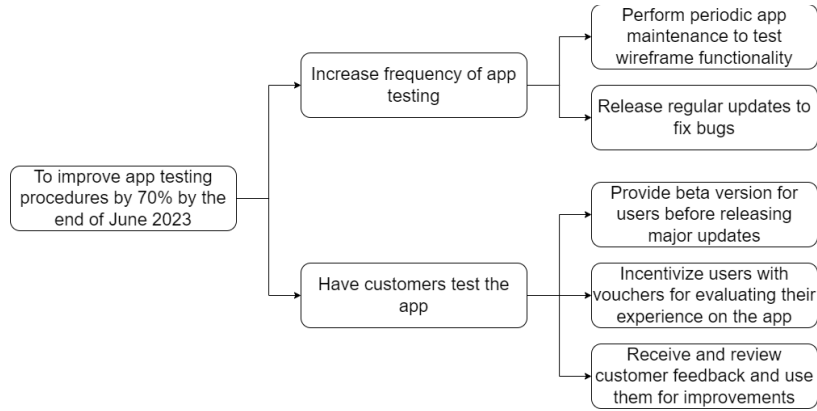 Perform periodic app
maintenance to test
wireframe functionality
Increase frequency of app
testing
Release regular updates to
fix bugs
To improve app testing
procedures by 70% by the
end of June 2023
Provide beta version for
users before releasing
major updates
Have customers test the
app
Incentivize users with
vouchers for evaluating their
experience on the app
Receive and review
customer feedback and use
them for improvements